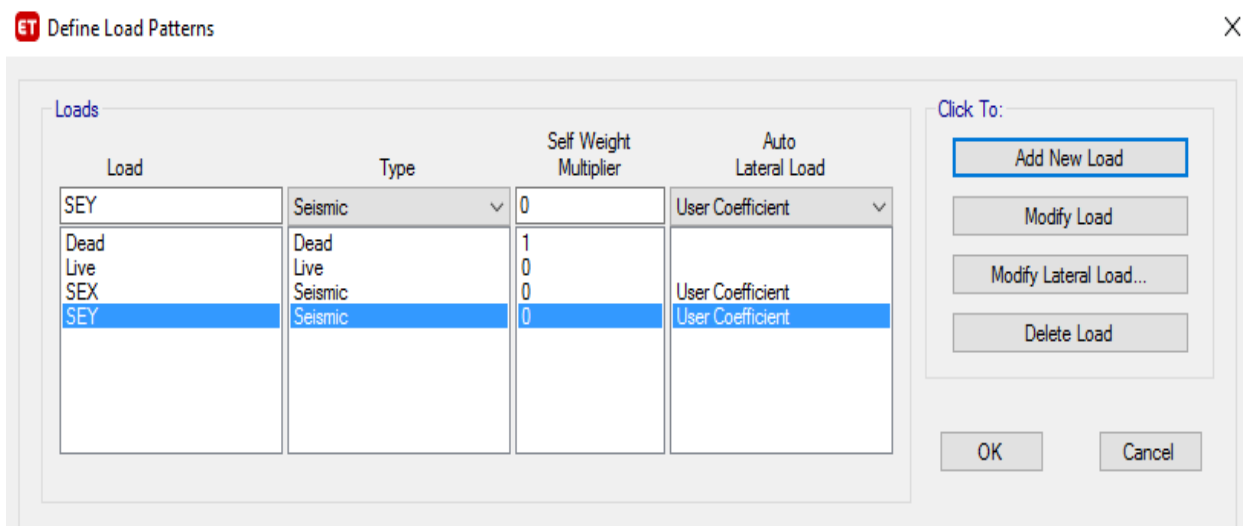 ET Define Load Patterns
Loads
Click To:
Load Type Self Weight Multiplier Auto Lateral Load
SEY Seismic 0 User Coefficient
Dead Dead 1
Live Live 0
SEX Seismic 0 User Coefficient
SEY Seismic 0 User Coefficient
Add New Load
Modify Load
Modify Lateral Load...
Delete Load
OK Cancel